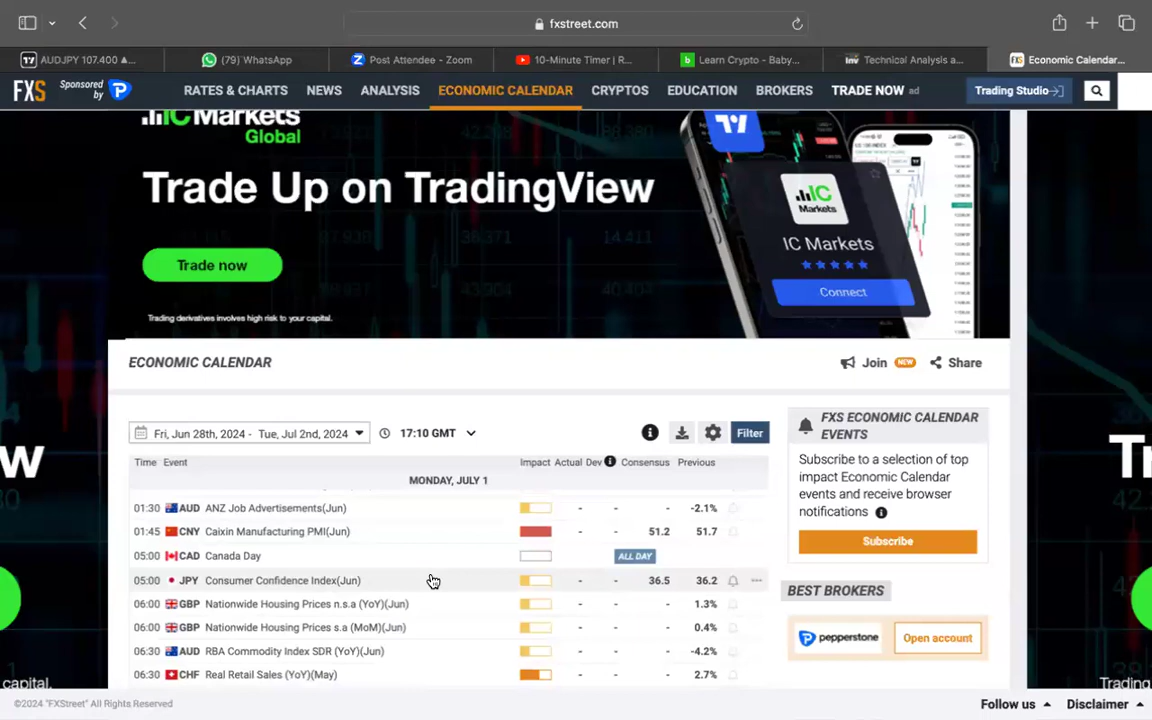 fxstreet.com
AUDJPY 107.400 ▲...
(79) WhatsApp
Post Attendee - Zoom
10-Minute Timer | R...
Learn Crypto - Baby...
Technical Analysis a...
Economic Calendar...
FXS Sponsored by
RATES & CHARTS NEWS ANALYSIS ECONOMIC CALENDAR CRYPTOS EDUCATION BROKERS TRADE NOW ad
Trading Studio
IC Markets
Global
Trade Up on TradingView
Trade now
Trading derivatives involves high risk to your capital.
IC Markets
IC Markets
Connect
ECONOMIC CALENDAR
Join NEW Share
Fri, Jun 28th, 2024 - Tue, Jul 2nd, 2024
17:10 GMT
Filter
Time Event Impact Actual Dev Consensus Previous
MONDAY, JULY 1
01:30 AUD ANZ Job Advertisements(Jun) - - - -2.1%
01:45 CNY Caixin Manufacturing PMI(Jun) - - 51.2 51.7
05:00 CAD Canada Day ALL DAY
05:00 JPY Consumer Confidence Index(Jun) - - 36.5 36.2
06:00 GBP Nationwide Housing Prices n.s.a (YoY)(Jun) - - - 1.3%
06:00 GBP Nationwide Housing Prices s.a (MoM)(Jun) - - - 0.4%
06:30 AUD RBA Commodity Index SDR (YoY)(Jun) - - - -4.2%
06:30 CHF Real Retail Sales (YoY)(May) - - - 2.7%
FXS ECONOMIC CALENDAR
EVENTS
Subscribe to a selection of top
impact Economic Calendar
events and receive browser
notifications
Subscribe
BEST BROKERS
pepperstone
Open account
capital.
Trading
©2024 "FXStreet" All Rights Reserved
Follow us Disclaimer